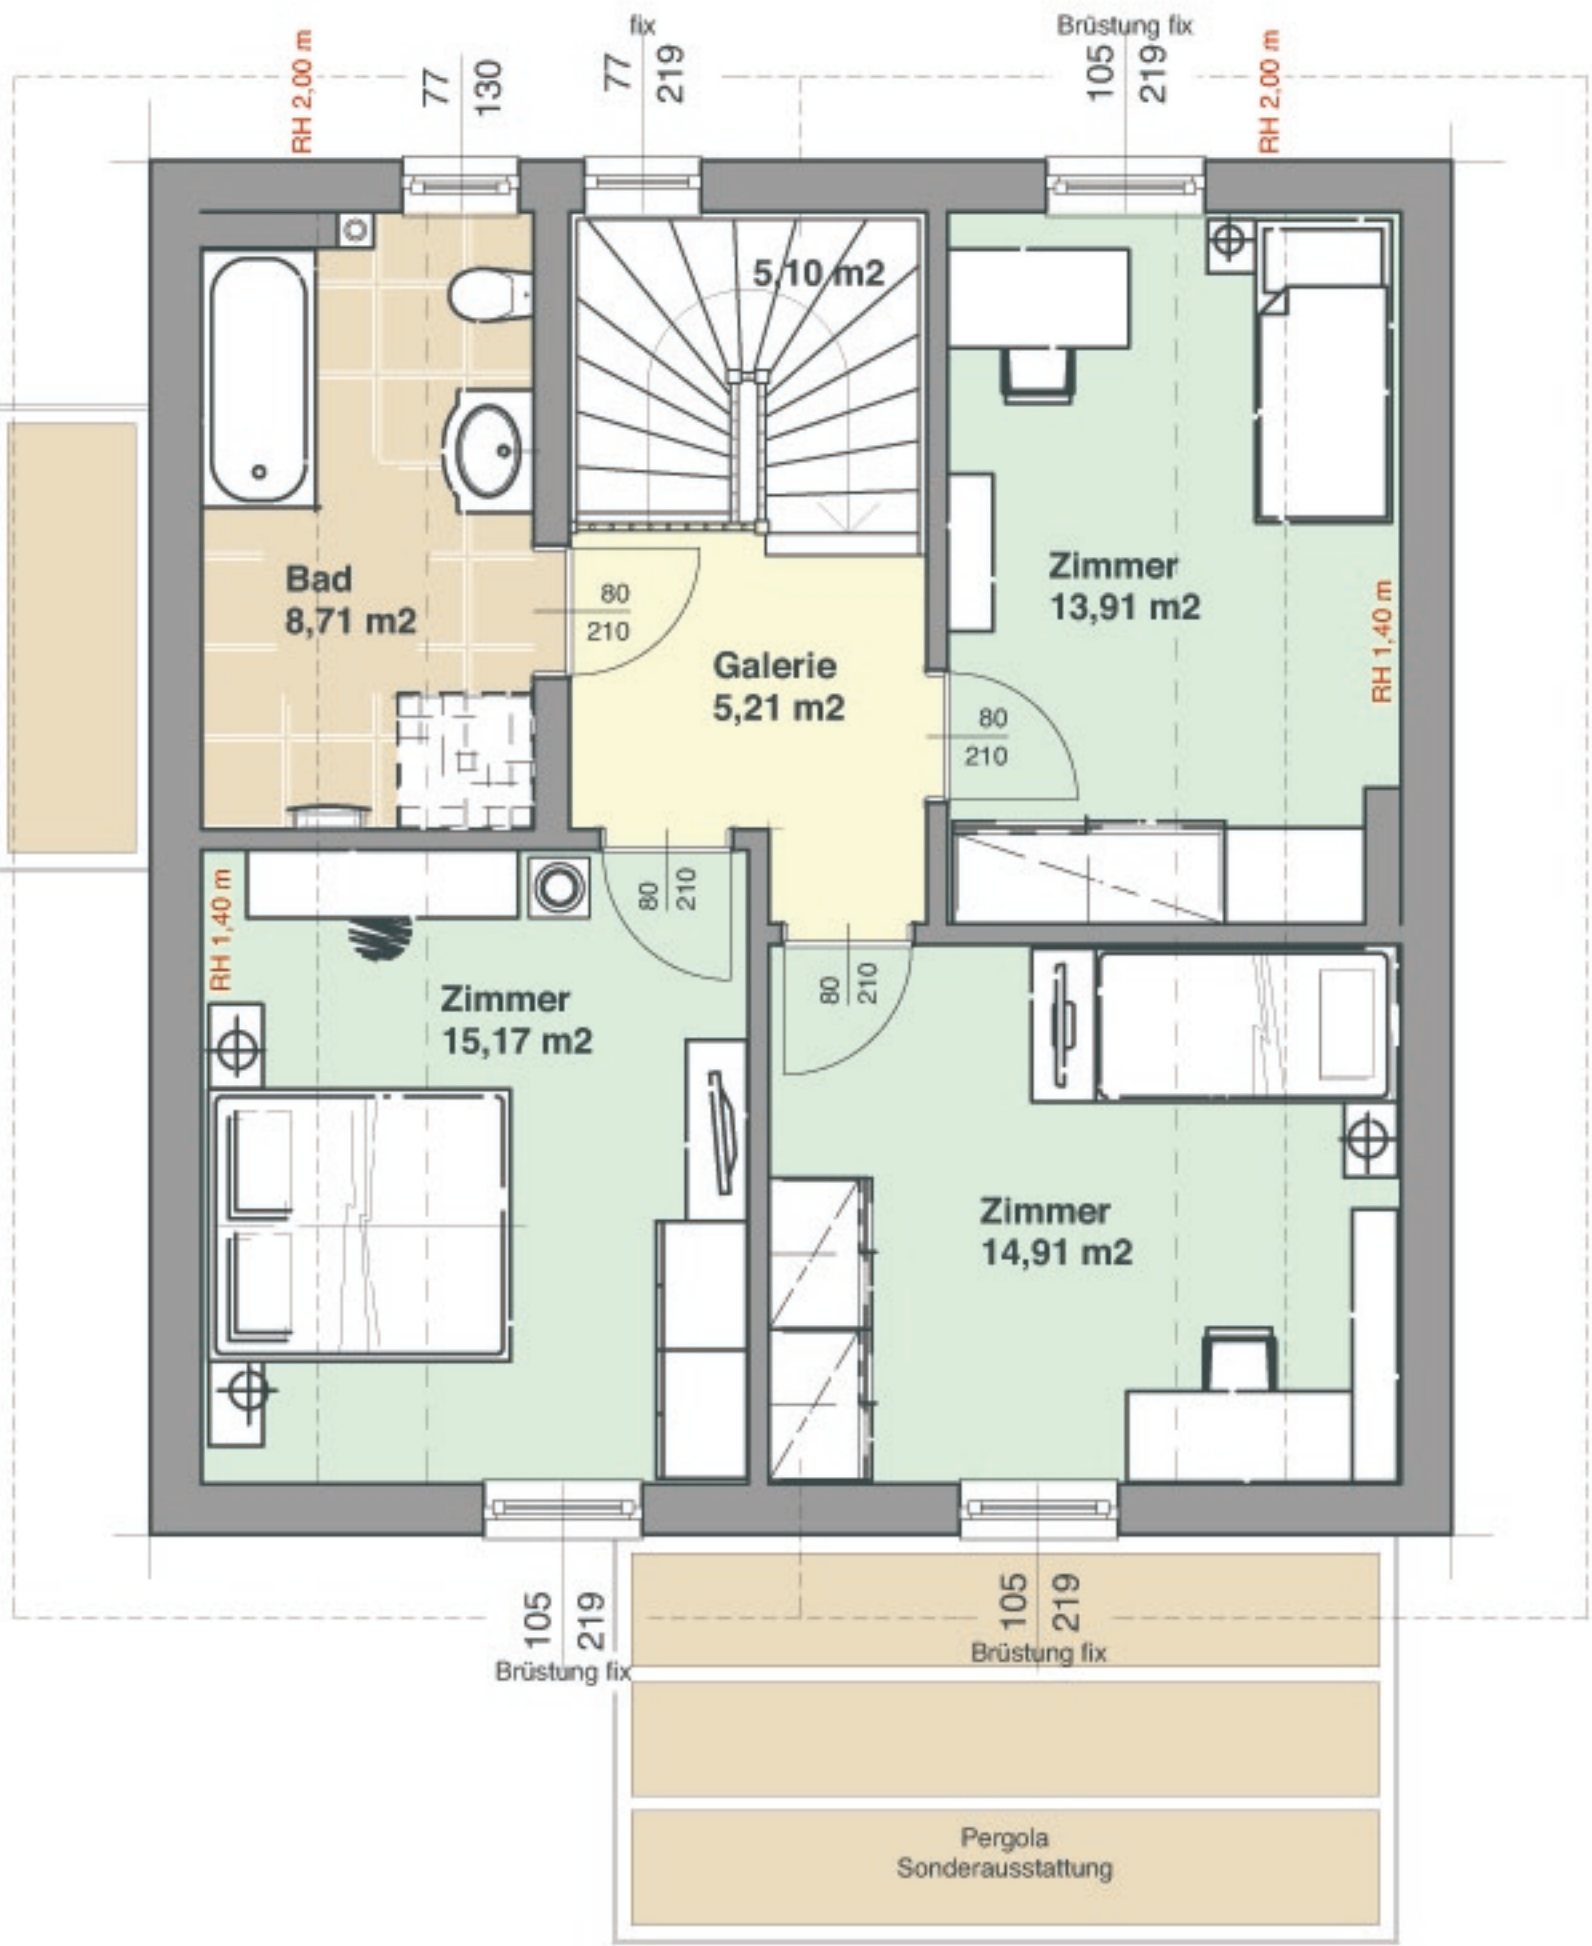 fix
Brüstung fix
RH 2,00 m
77
130
77
219
105
219
RH 2,00 m
5,10 m2
Bad
8,71 m2
80
210
Zimmer
13,91 m2
RH 1,40 m
Galerie
5,21 m2
80
210
RH 1,40 m
80
210
80
210
Zimmer
15,17 m2
Zimmer
14,91 m2
105
219
Brüstung fix
105
219
Brüstung fix
Pergola
Sonderausstattung